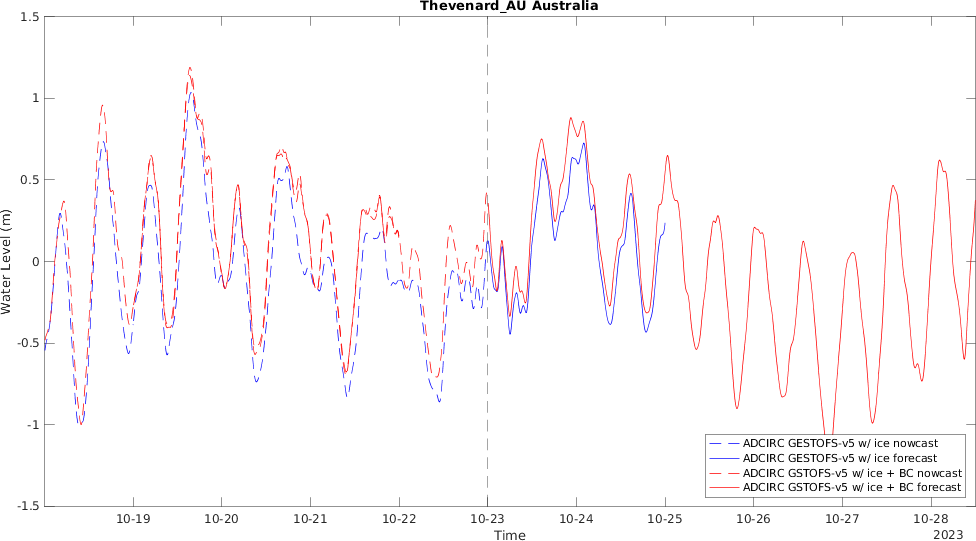 Thevenard_AU Australia
1.5
1
0.5
0
-0.5
-1
-1.5
Water Level (m)
10-19
10-20
10-21
10-22
10-23
10-24
10-25
10-26
10-27
10-28
Time
2023
ADCIRC GESTOFS-v5 w/ ice nowcast
ADCIRC GESTOFS-v5 w/ ice forecast
ADCIRC GSTOFS-v5 w/ ice + BC nowcast
ADCIRC GSTOFS-v5 w/ ice + BC forecast